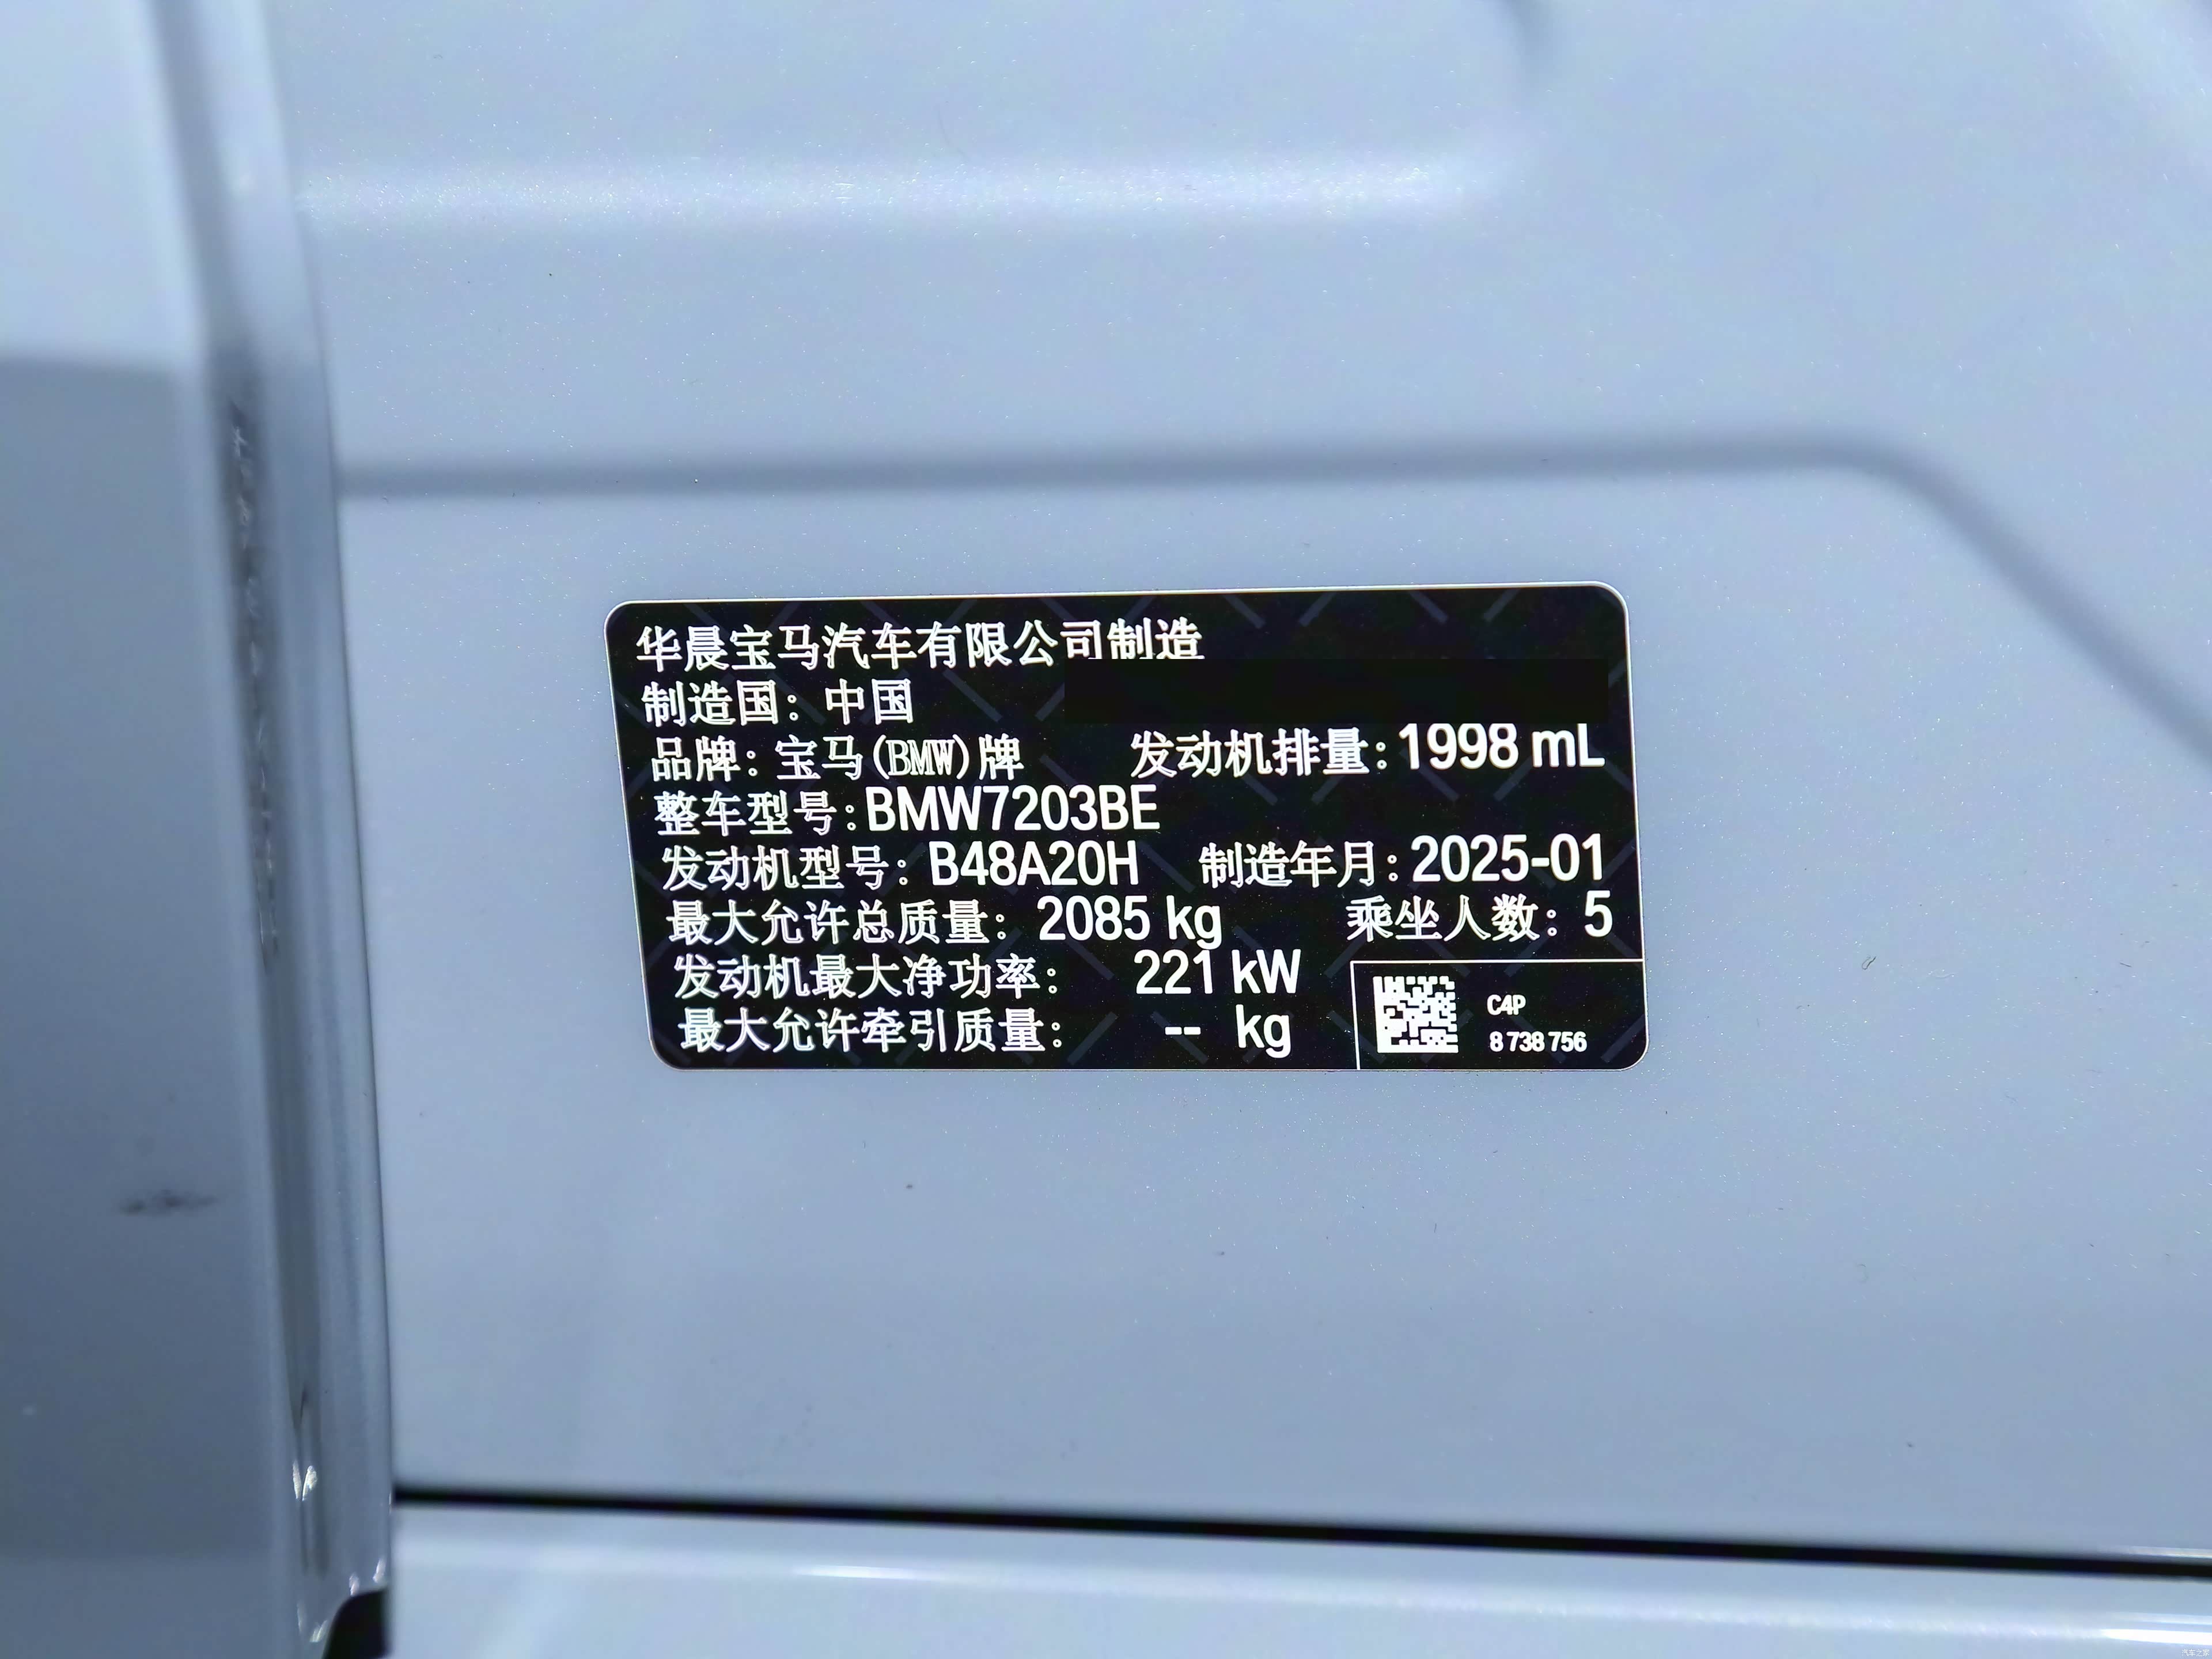 华晨宝马汽车有限公司制造
制造国：中国
品牌：宝马(BMW)牌 发动机排量：1998 mL
整车型号：BMW7203BE
发动机型号：B48A20H 制造年月：2025-01
最大允许总质量：2085 kg 乘坐人数：5
发动机最大净功率：221 kW
最大允许牵引质量：-- kg
C4P
8 738 756
汽车之家